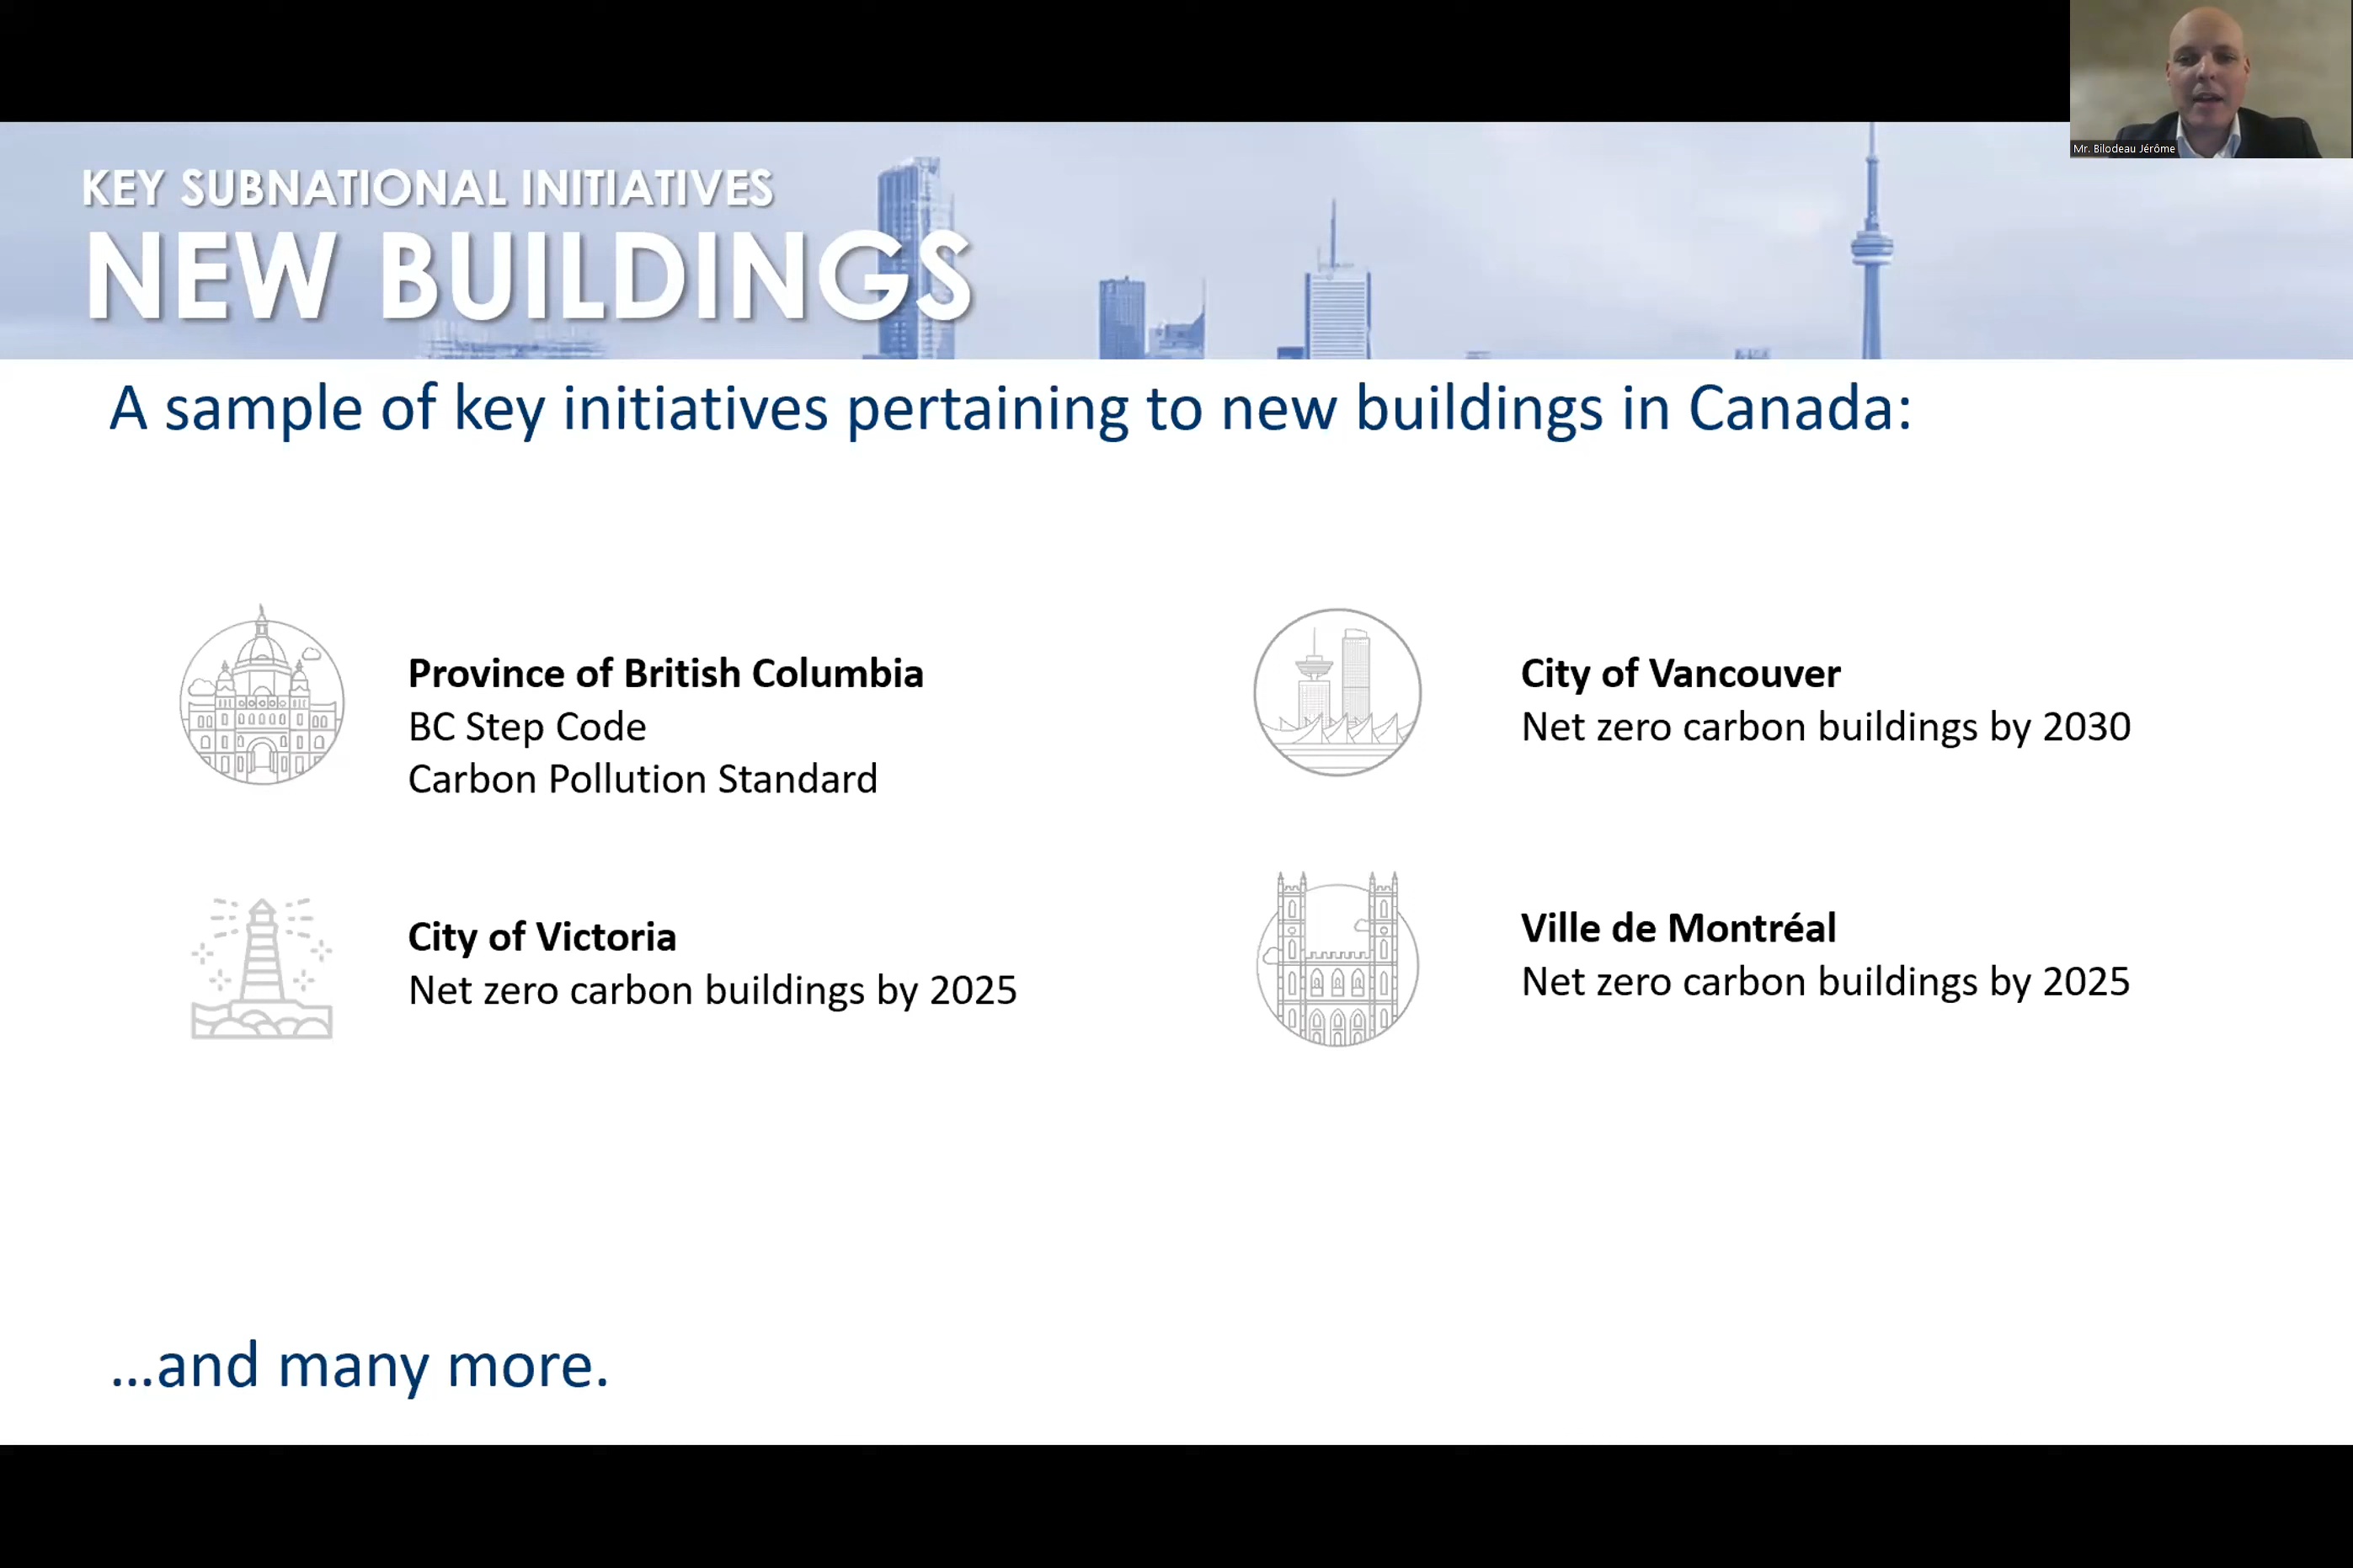 Mr. Bilodeau Jérôme
KEY SUBNATIONAL INITIATIVES
NEW BUILDINGS
A sample of key initiatives pertaining to new buildings in Canada:
Province of British Columbia
BC Step Code
Carbon Pollution Standard
City of Vancouver
Net zero carbon buildings by 2030
City of Victoria
Net zero carbon buildings by 2025
Ville de Montréal
Net zero carbon buildings by 2025
...and many more.